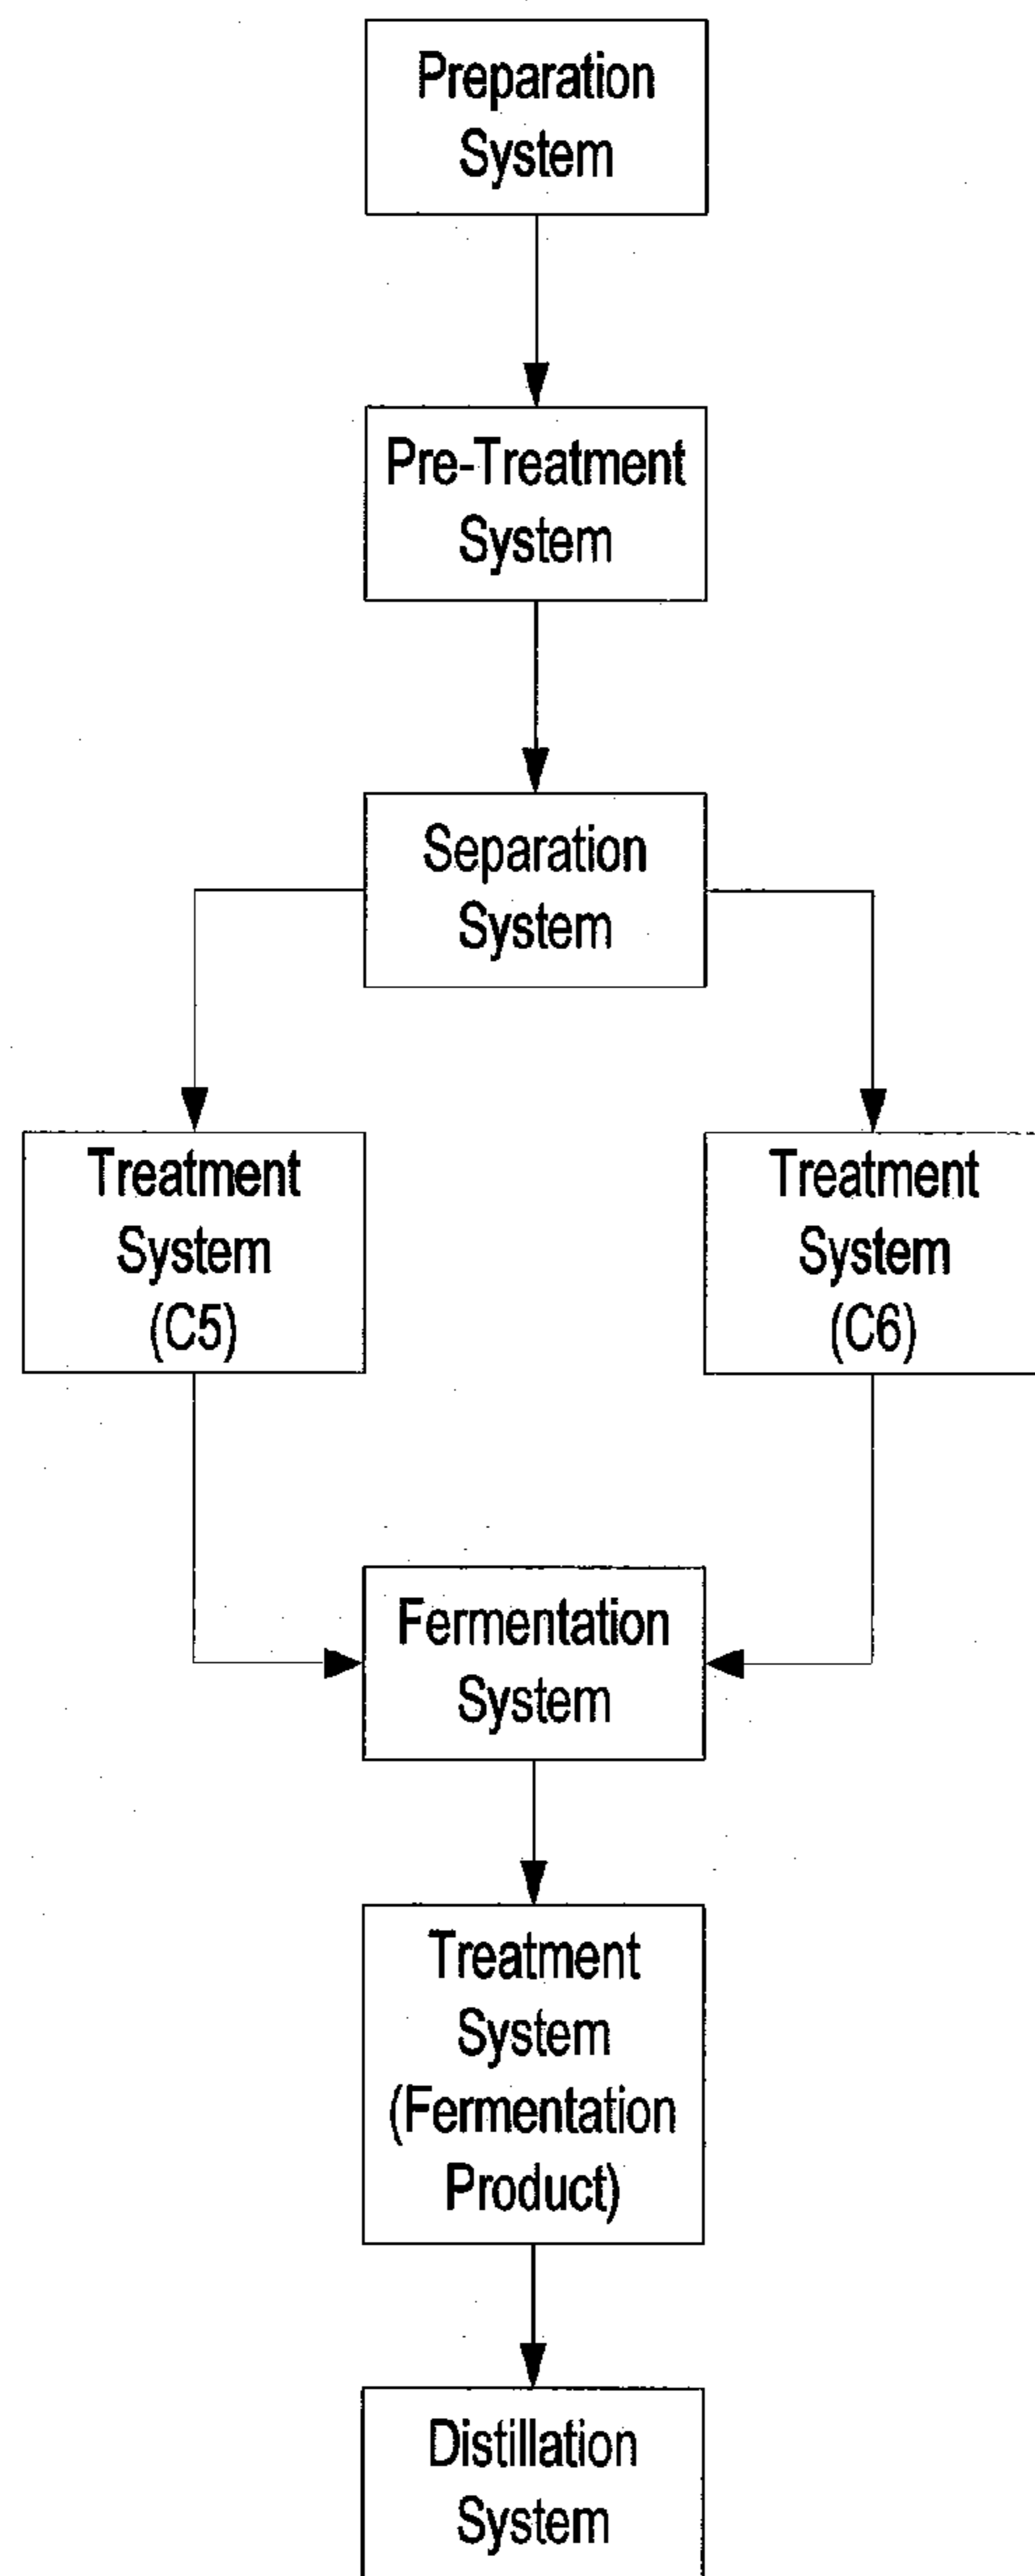 Preparation
System
Pre-Treatment
System
Separation
System
Treatment
System
(C5)
Treatment
System
(C6)
Fermentation
System
Treatment
System
(Fermentation
Product)
Distillation
System